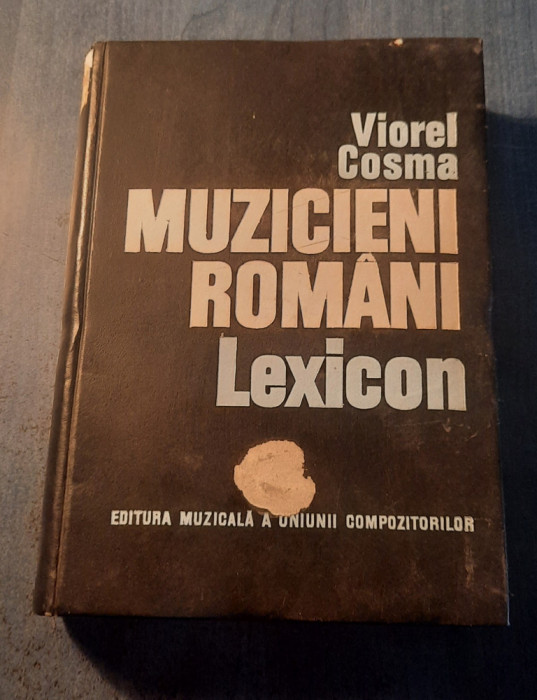 Viorel
Cosma
MUZICIENI
ROMÂNI
Lexicon
EDITURA MUZICALĂ A UNIUNII COMPOZITORILOR